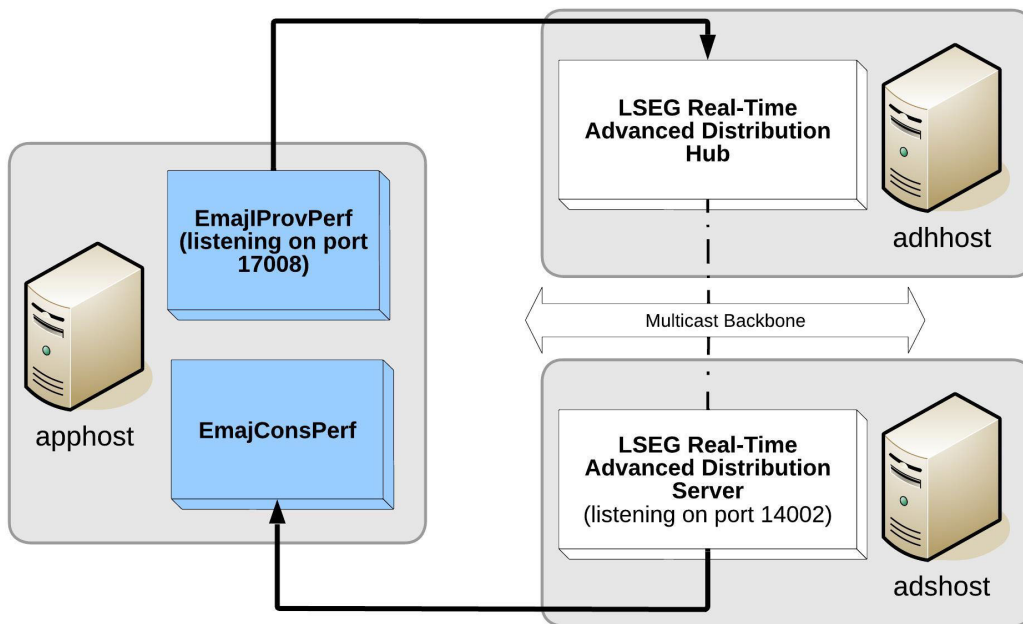 EmajIProvPerf
(listening on port
17008)
EmajConsPerf
apphost
LSEG Real-Time
Advanced Distribution
Hub
adhhost
Multicast Backbone
LSEG Real-Time
Advanced Distribution
Server
(listening on port 14002)
adshost